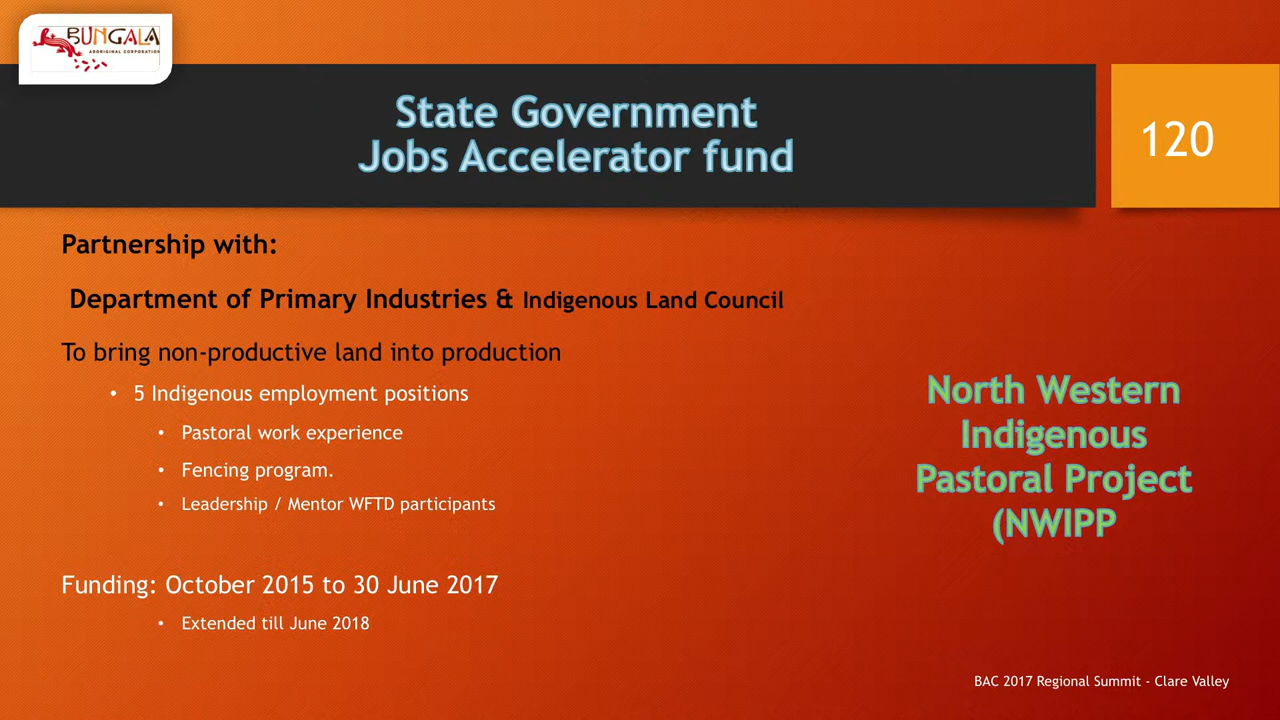 BUNGALA
ABORIGINAL CORPORATION
State Government
Jobs Accelerator fund
120
Partnership with:
Department of Primary Industries & Indigenous Land Council
To bring non-productive land into production
• 5 Indigenous employment positions
• Pastoral work experience
• Fencing program.
• Leadership / Mentor WFTD participants
North Western
Indigenous
Pastoral Project
(NWIPP
Funding: October 2015 to 30 June 2017
• Extended till June 2018
BAC 2017 Regional Summit - Clare Valley